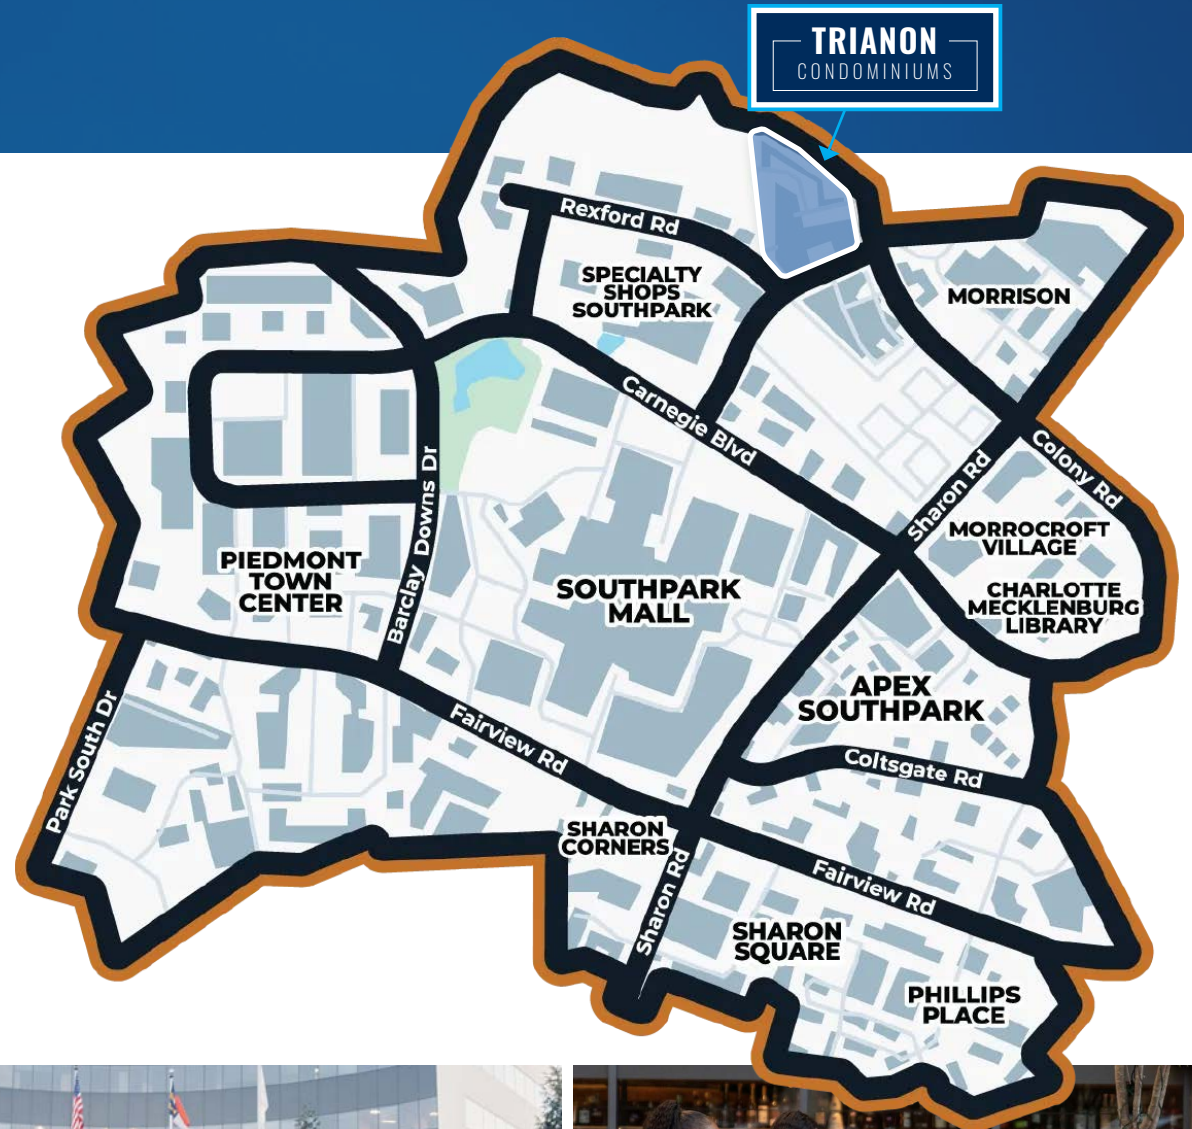 TRIANON
CONDOMINIUMS
Rexford Rd
SPECIALTY
SHOPS
SOUTHPARK
MORRISON
Carnegie Blvd
Colony Rd
Sharon Rd
Barclay Downs Dr
MORROCROFT
VILLAGE
PIEDMONT
TOWN
CENTER
SOUTHPARK
MALL
CHARLOTTE
MECKLENBURG
LIBRARY
APEX
SOUTHPARK
Park South Dr
Fairview Rd
Coltsgate Rd
SHARON
CORNERS
Sharon Rd
Fairview Rd
SHARON
SQUARE
PHILLIPS
PLACE